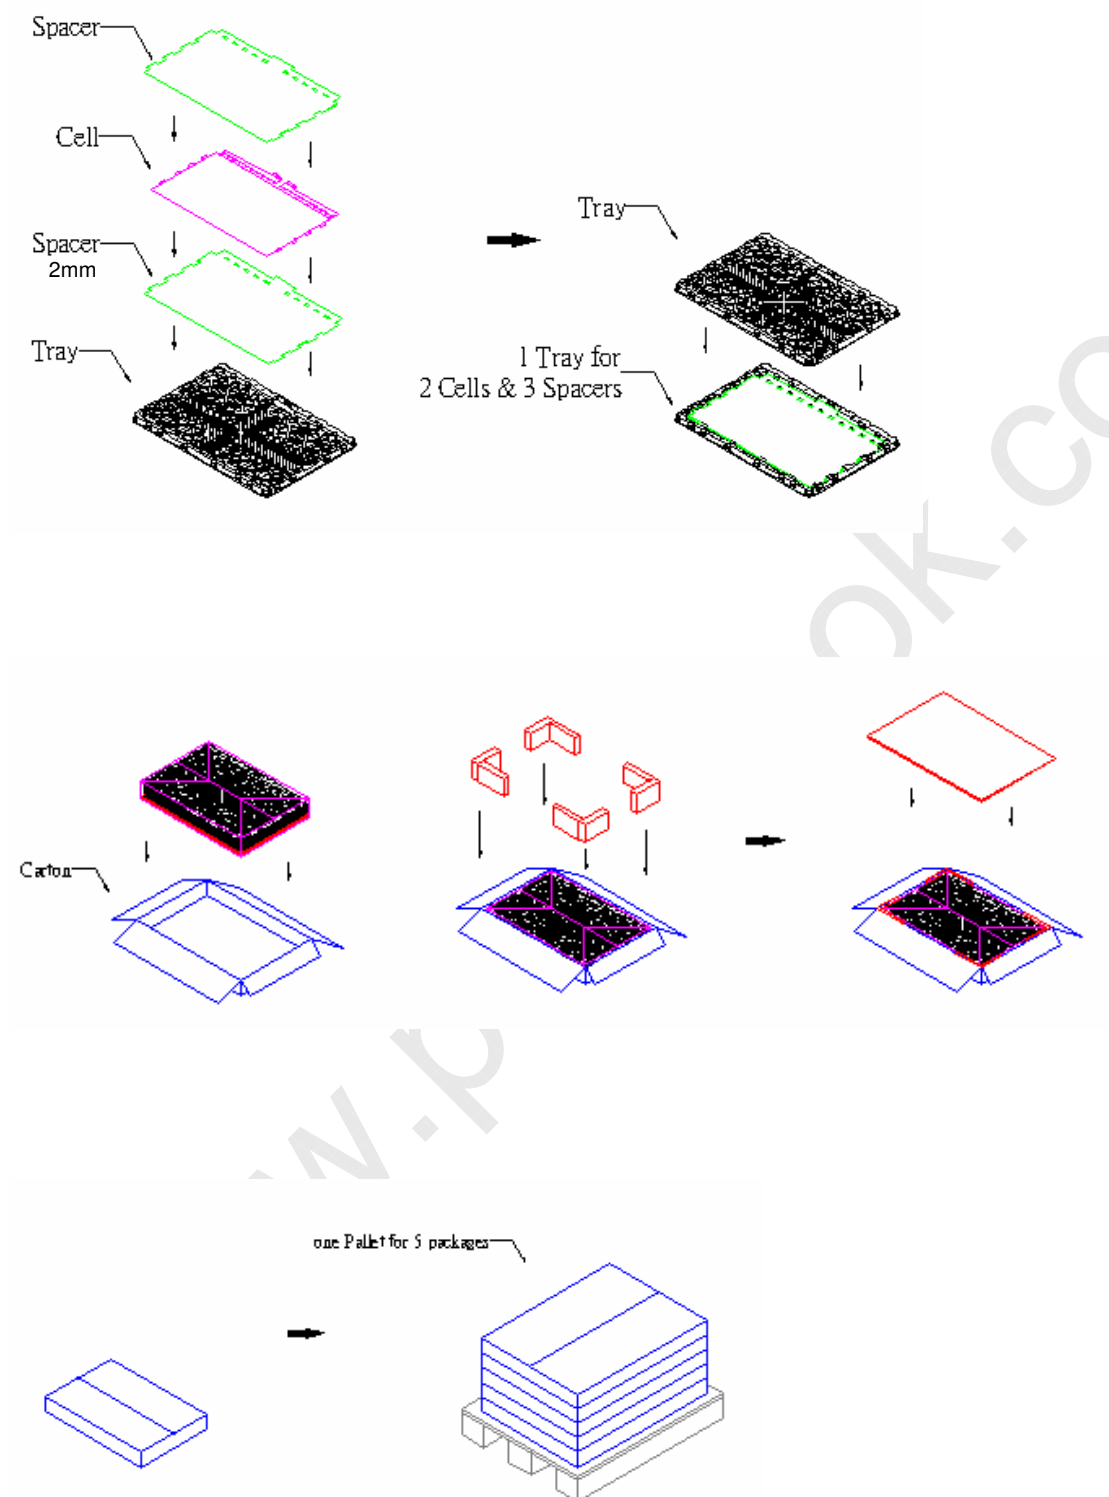 Spacer
Cell
Spacer
2mm
Tray
Tray
1 Tray for
2 Cells & 3 Spacers
Carton
one Pallet for 5 packages